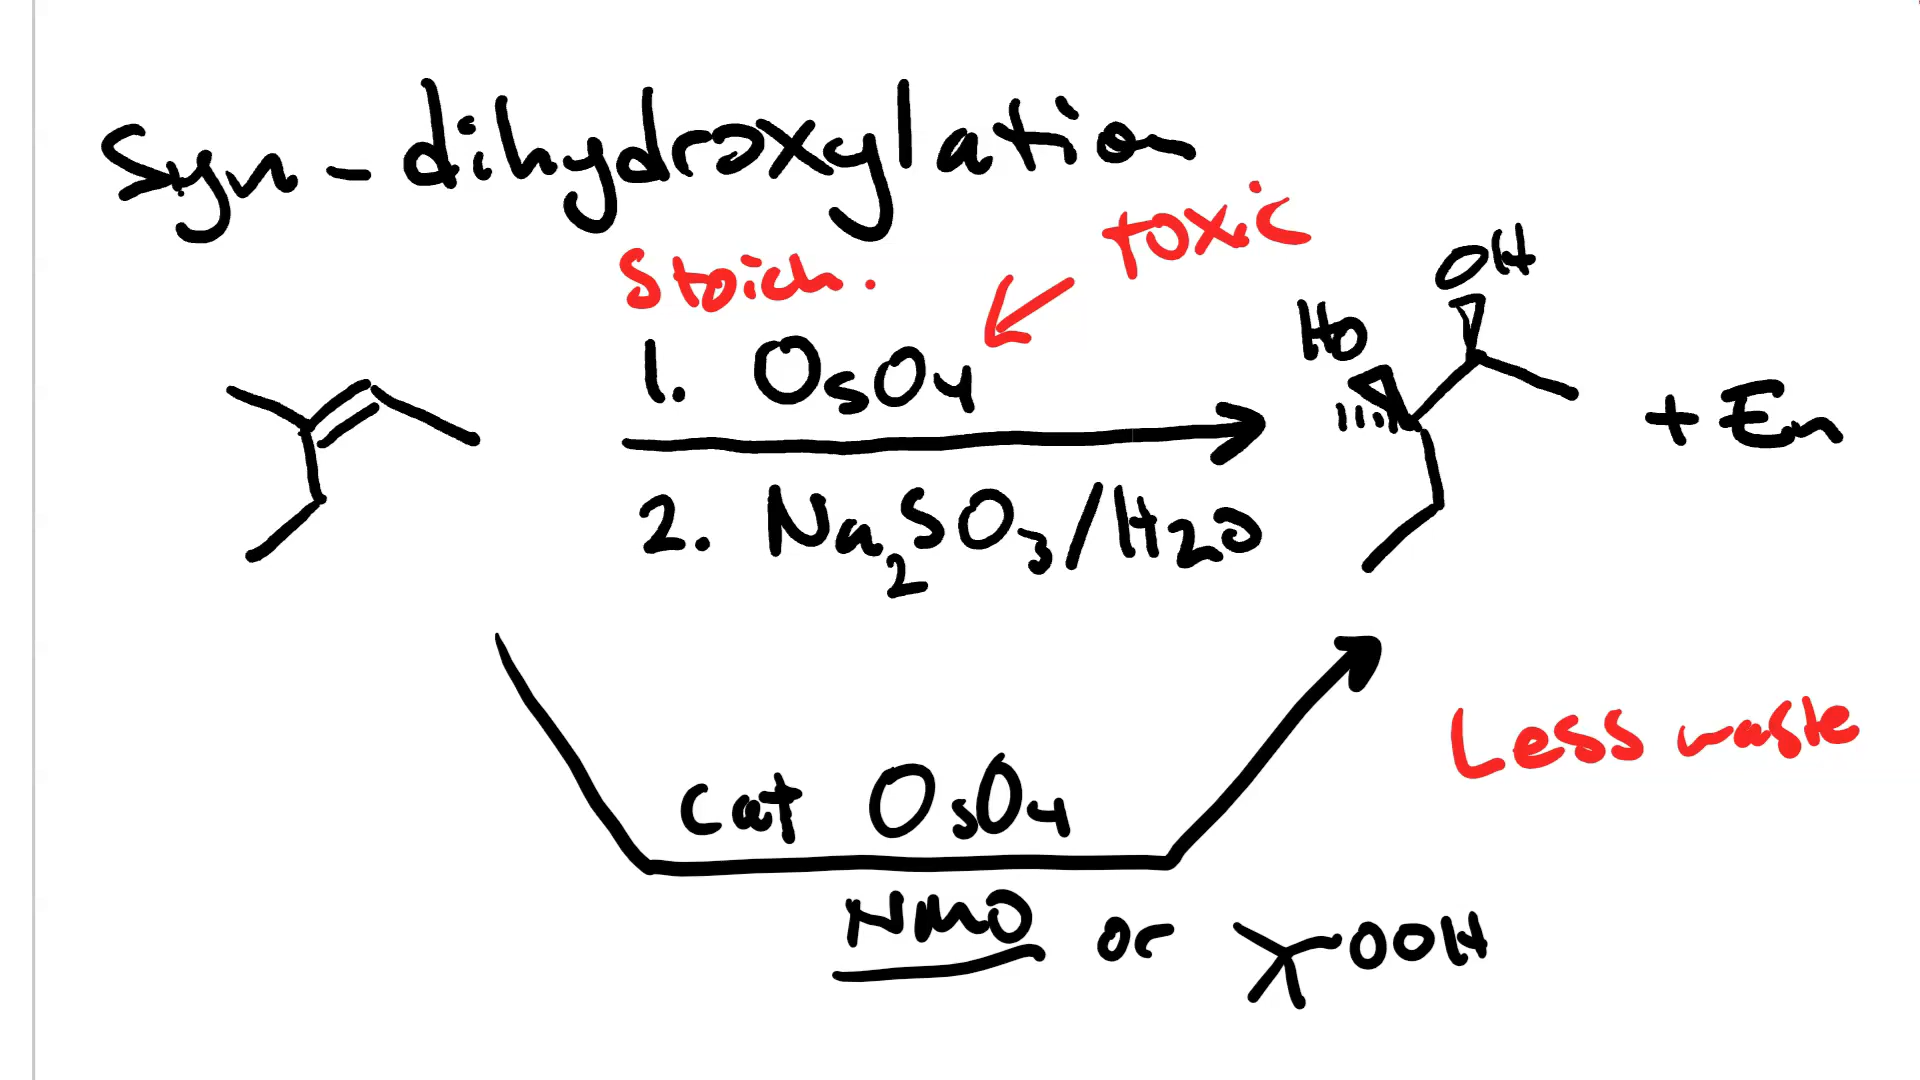 Syn-dihydroxylation
Stoich.
toxic
1. OsO4
OH
HO
+ En
2. Na2SO3/H2O
Less waste
cat OsO4
NMO or
OOH